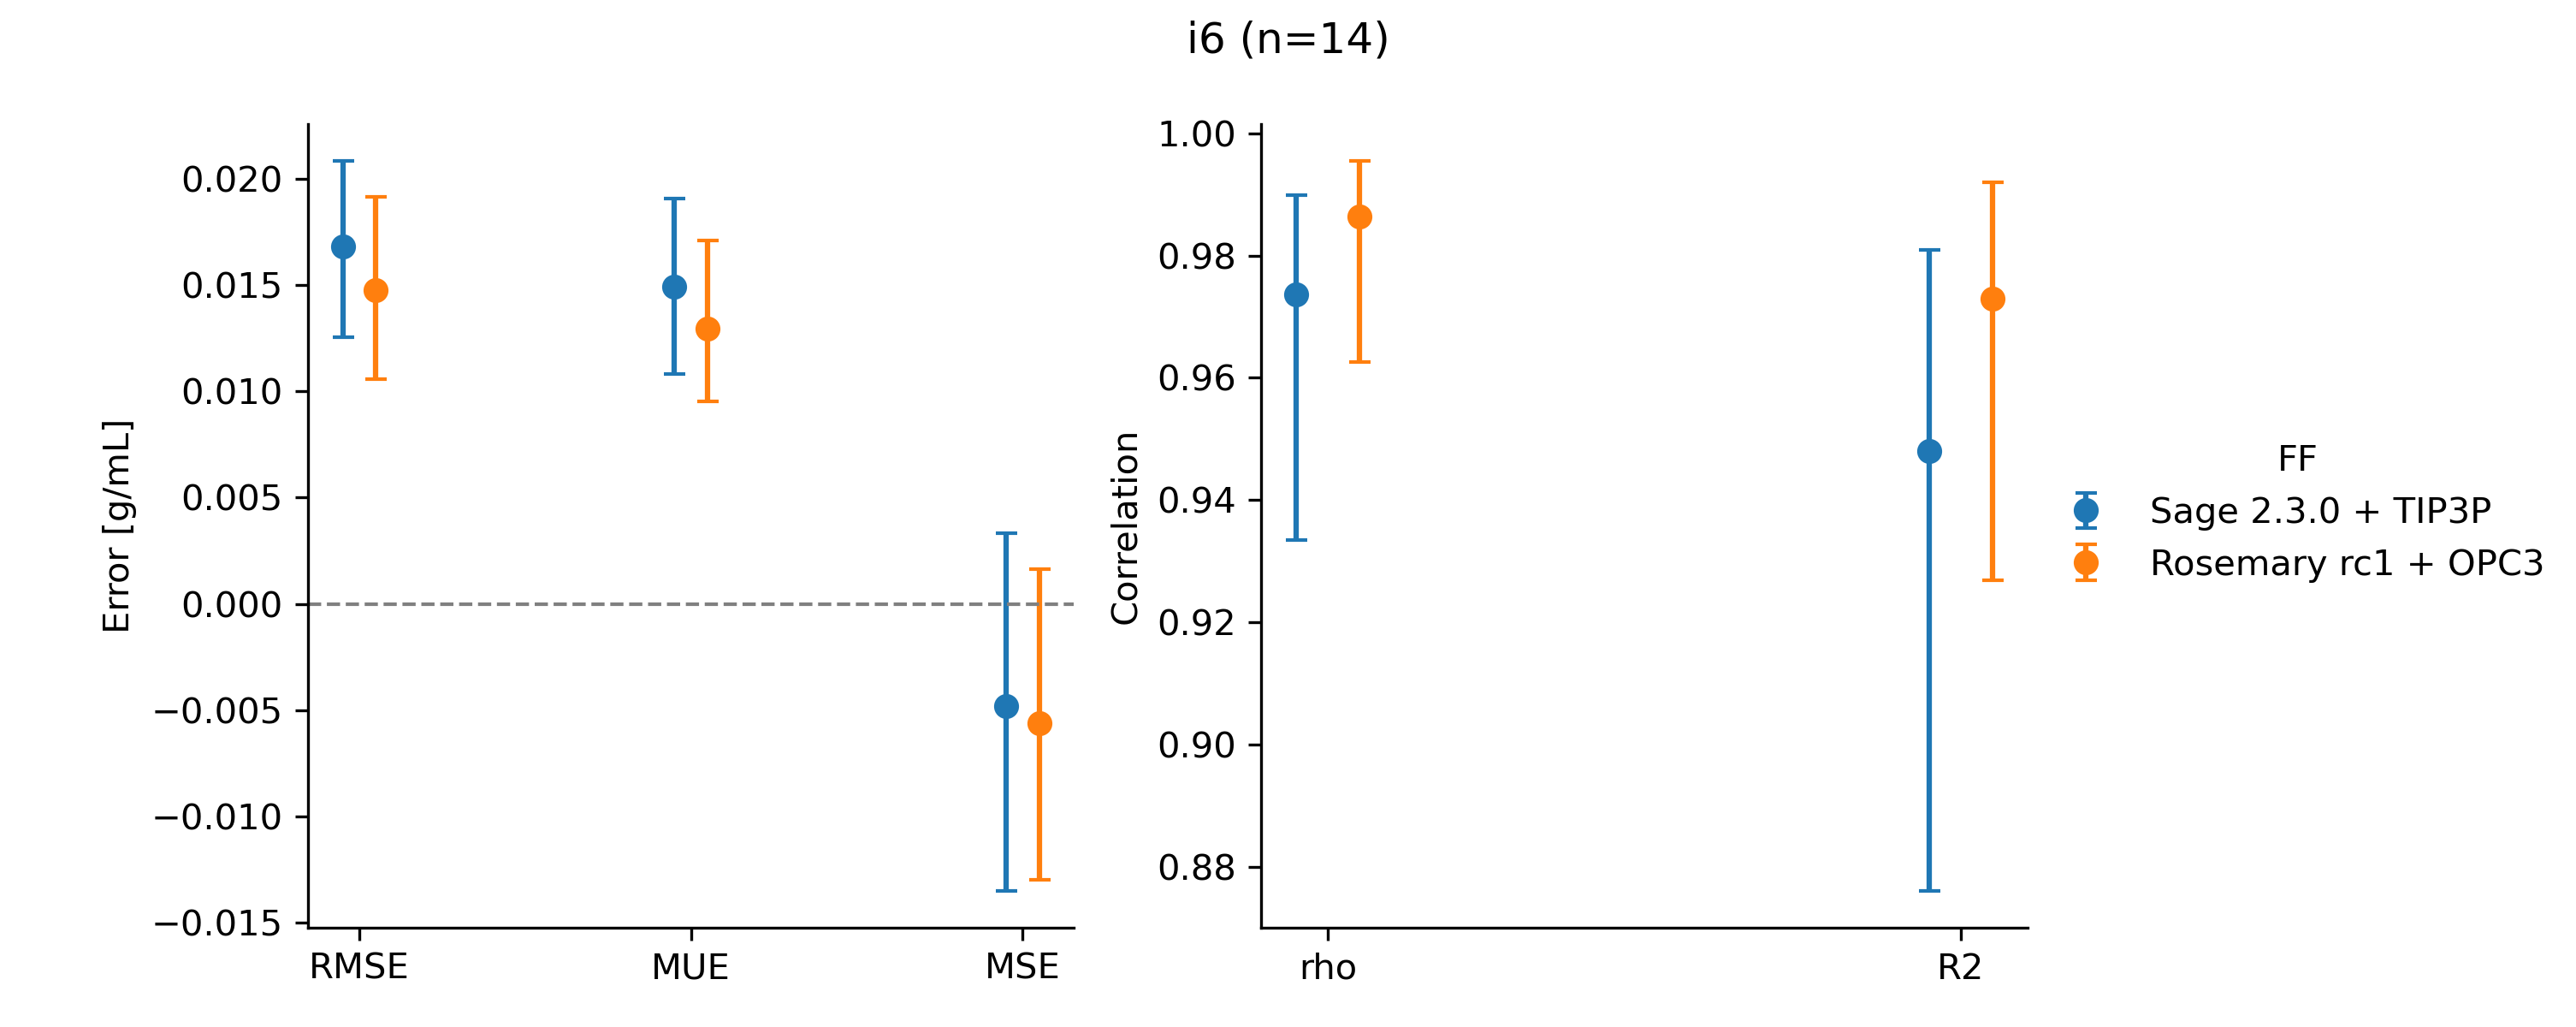 i6 (n=14)
Error [g/mL]
0.020
0.015
0.010
0.005
0.000
−0.005
−0.010
−0.015
RMSE
MUE
MSE
Correlation
1.00
0.98
0.96
0.94
0.92
0.90
0.88
rho
R2
FF
Sage 2.3.0 + TIP3P
Rosemary rc1 + OPC3